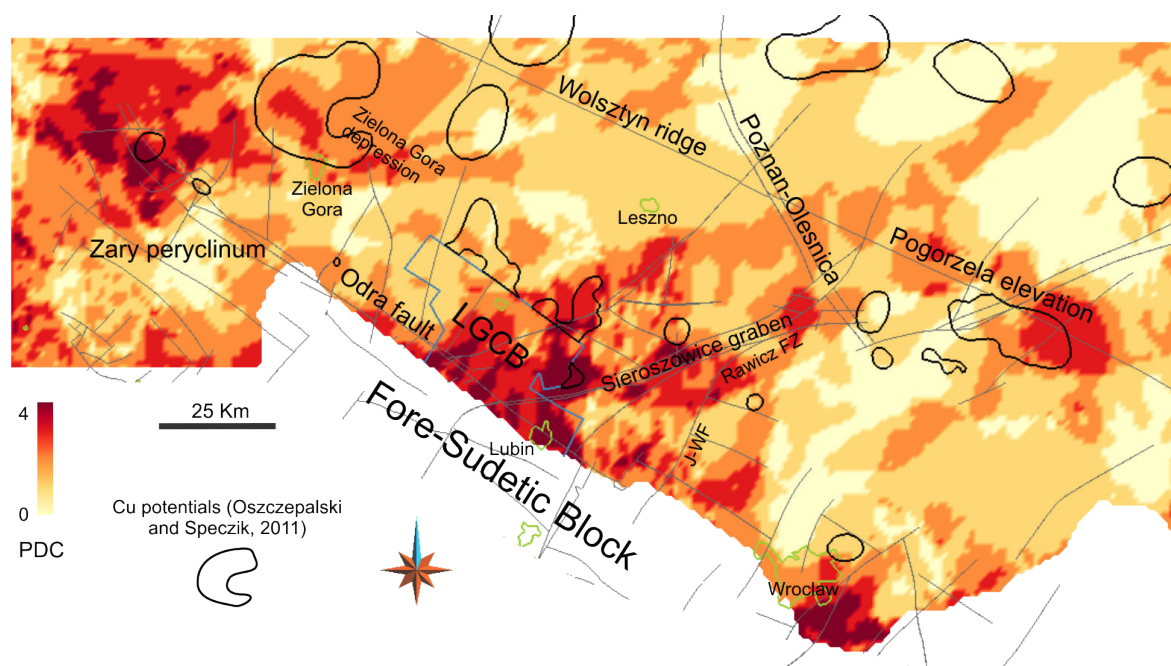 Wolsztyn ridge
Poznan-Olesnica
Zielona Gora
depression
Zielona
Gora
Leszno
Zary peryclinum
Pogorzela elevation
Odra fault
LGCB
Sieroszowice graben
Rawicz FZ
J-WF
Fore-Sudetic Block
Lubin
Wroclaw
4
0
PDC
25 Km
Cu potentials (Oszczepalski
and Speczik, 2011)